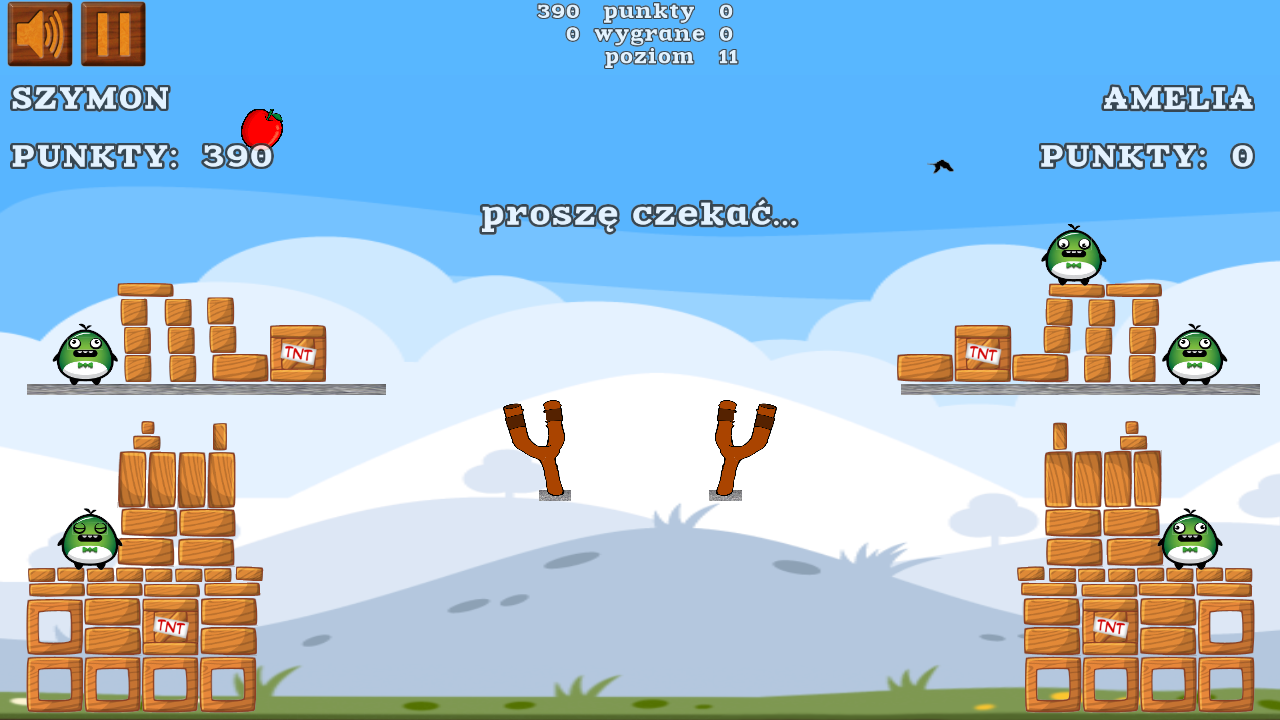 390 punkty 0
0 wygrane 0
poziom 11
SZYMON
AMELIA
PUNKTY: 390
PUNKTY: 0
proszę czekać...
TNT
TNT
TNT
TNT